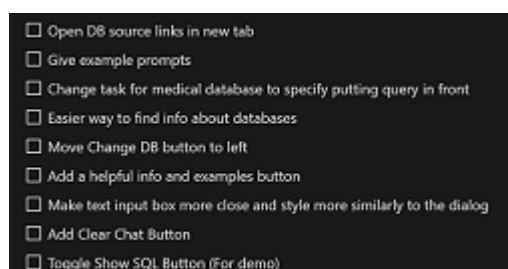 Open DB source links in new tab
Give example prompts
Change task for medical database to specify putting query in front
Easier way to find info about databases
Move Change DB button to left
Add a helpful info and examples button
Make text input box more close and style more similarly to the dialog
Add Clear Chat Button
Toggle Show SQL Button (For demo)